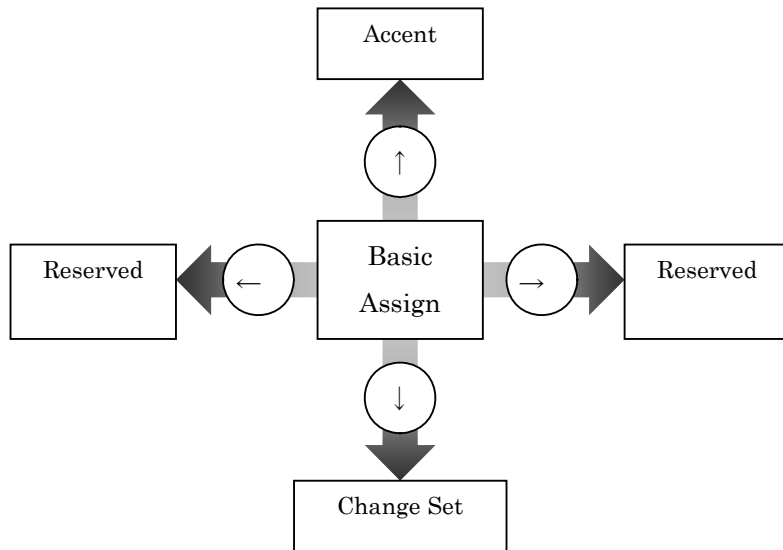 Accent
↑
Reserved
←
Basic
Assign
→
Reserved
↓
Change Set